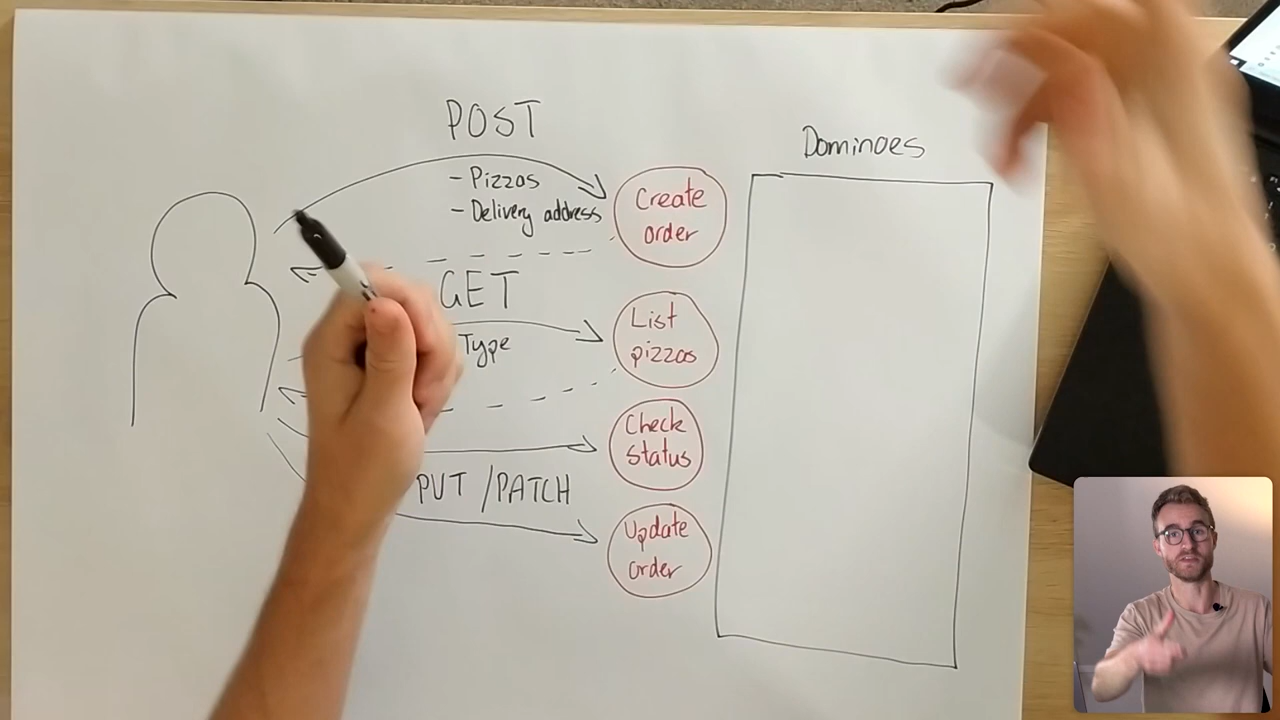 POST
Dominoes
- Pizzas
- Delivery address
Create
order
GET
Type
List
pizzas
Check
Status
PUT / PATCH
Update
order